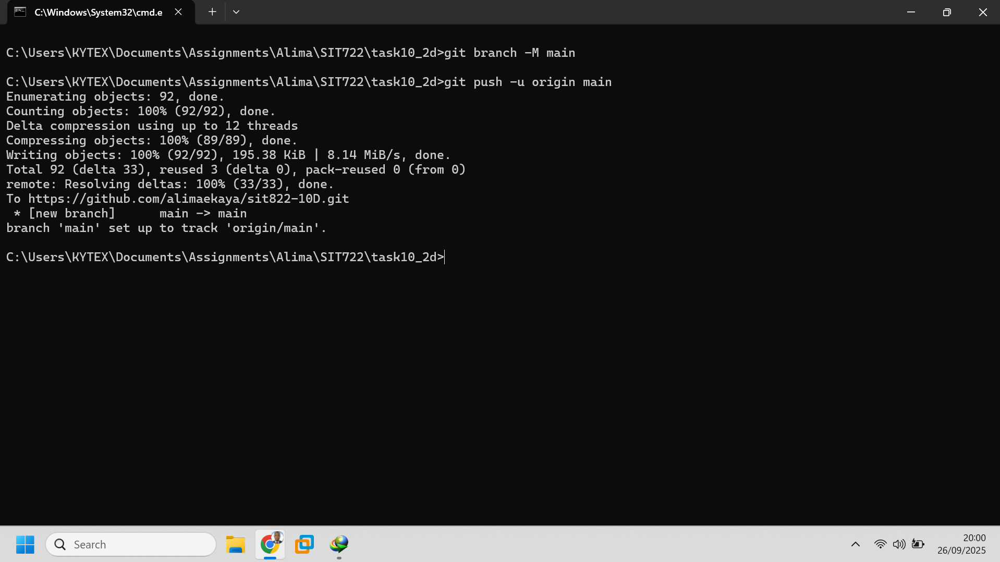 C:\Windows\System32\cmd.e
C:\Users\KYTEX\Documents\Assignments\Alima\SIT722\task10_2d>git branch -M main
C:\Users\KYTEX\Documents\Assignments\Alima\SIT722\task10_2d>git push -u origin main
Enumerating objects: 92, done.
Counting objects: 100% (92/92), done.
Delta compression using up to 12 threads
Compressing objects: 100% (89/89), done.
Writing objects: 100% (92/92), 195.38 KiB | 8.14 MiB/s, done.
Total 92 (delta 33), reused 3 (delta 0), pack-reused 0 (from 0)
remote: Resolving deltas: 100% (33/33), done.
To https://github.com/alimaekaya/sit822-10D.git
 * [new branch]      main -> main
branch 'main' set up to track 'origin/main'.
C:\Users\KYTEX\Documents\Assignments\Alima\SIT722\task10_2d>
Search
20:00
26/09/2025